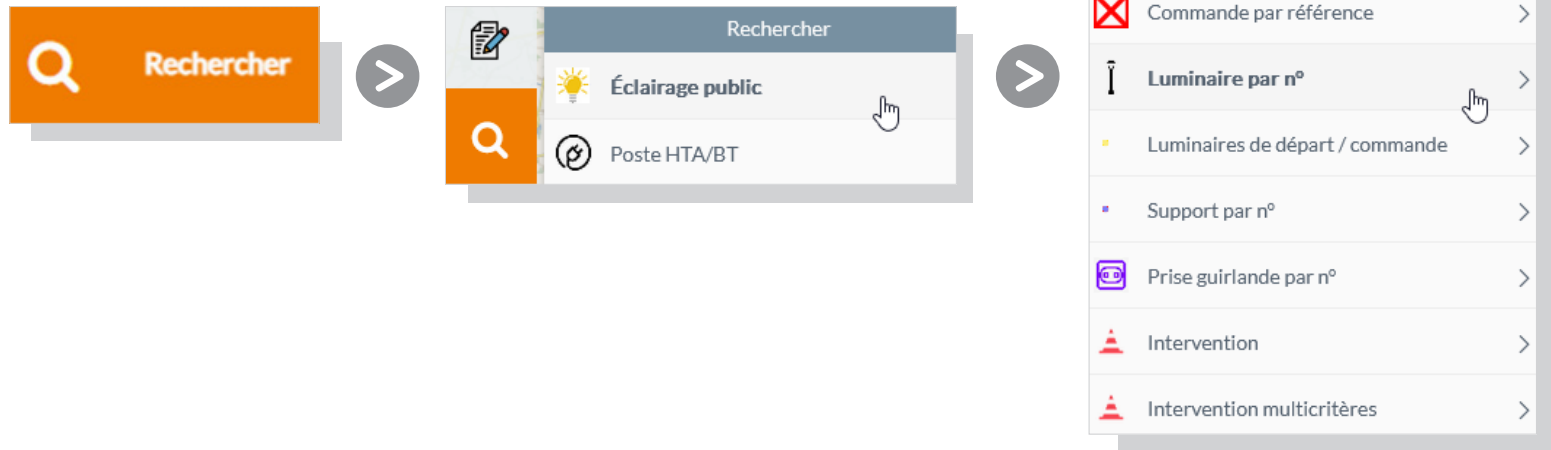 Rechercher
>
Rechercher
Éclairage public
Poste HTA/BT
>
Commande par référence
Luminaire par n°
Luminaires de départ / commande
Support par n°
Prise guirlande par n°
Intervention
Intervention multicritères